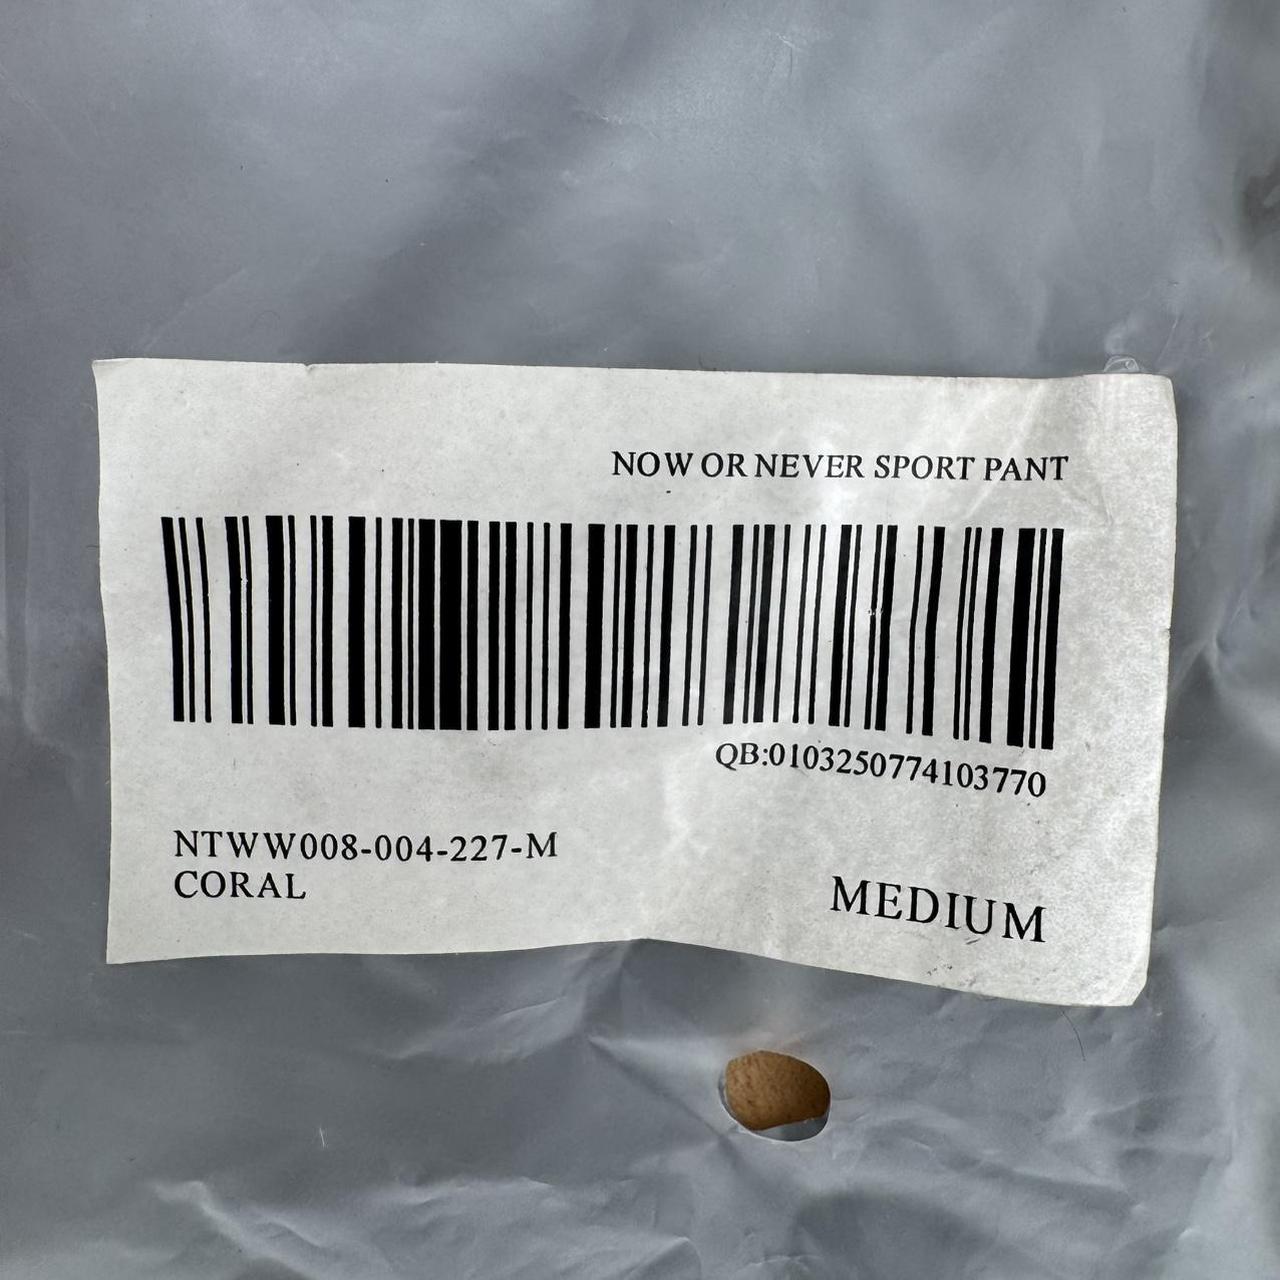 NOW OR NEVER SPORT PANT
QB:0103250774103770
NTWW008-004-227-M
CORAL
MEDIUM